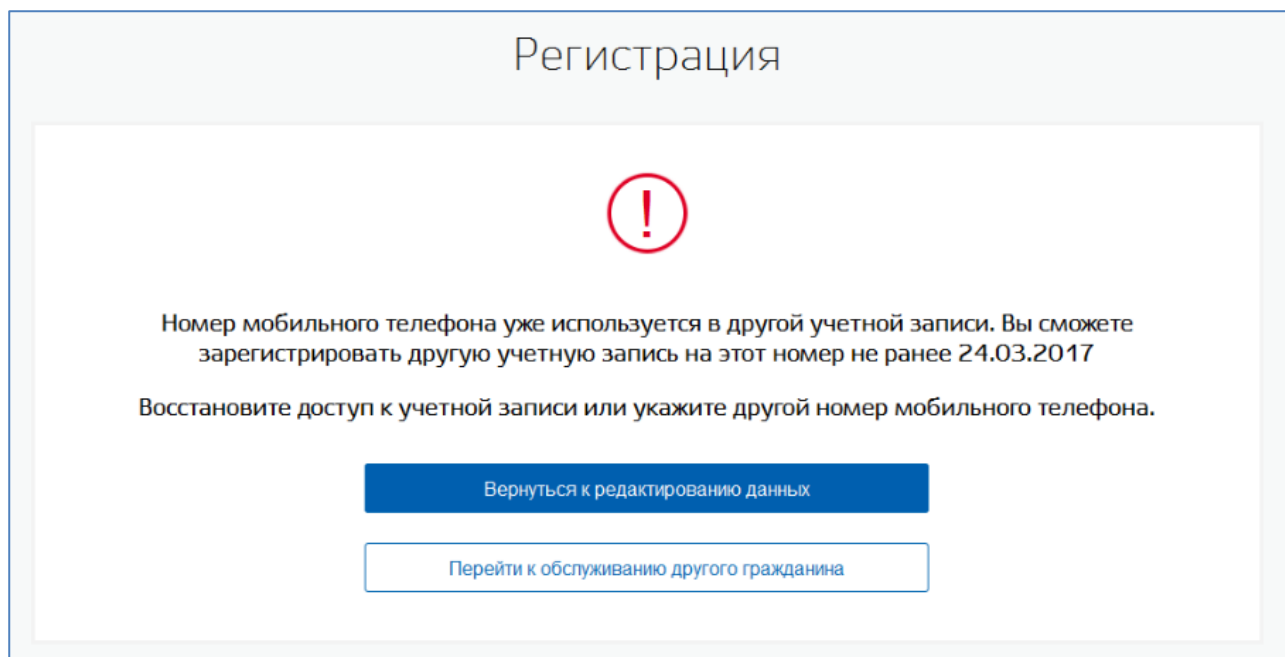 Регистрация
!
Номер мобильного телефона уже используется в другой учетной записи. Вы сможете
зарегистрировать другую учетную запись на этот номер не ранее 24.03.2017
Восстановите доступ к учетной записи или укажите другой номер мобильного телефона.
Вернуться к редактированию данных
Перейти к обслуживанию другого гражданина